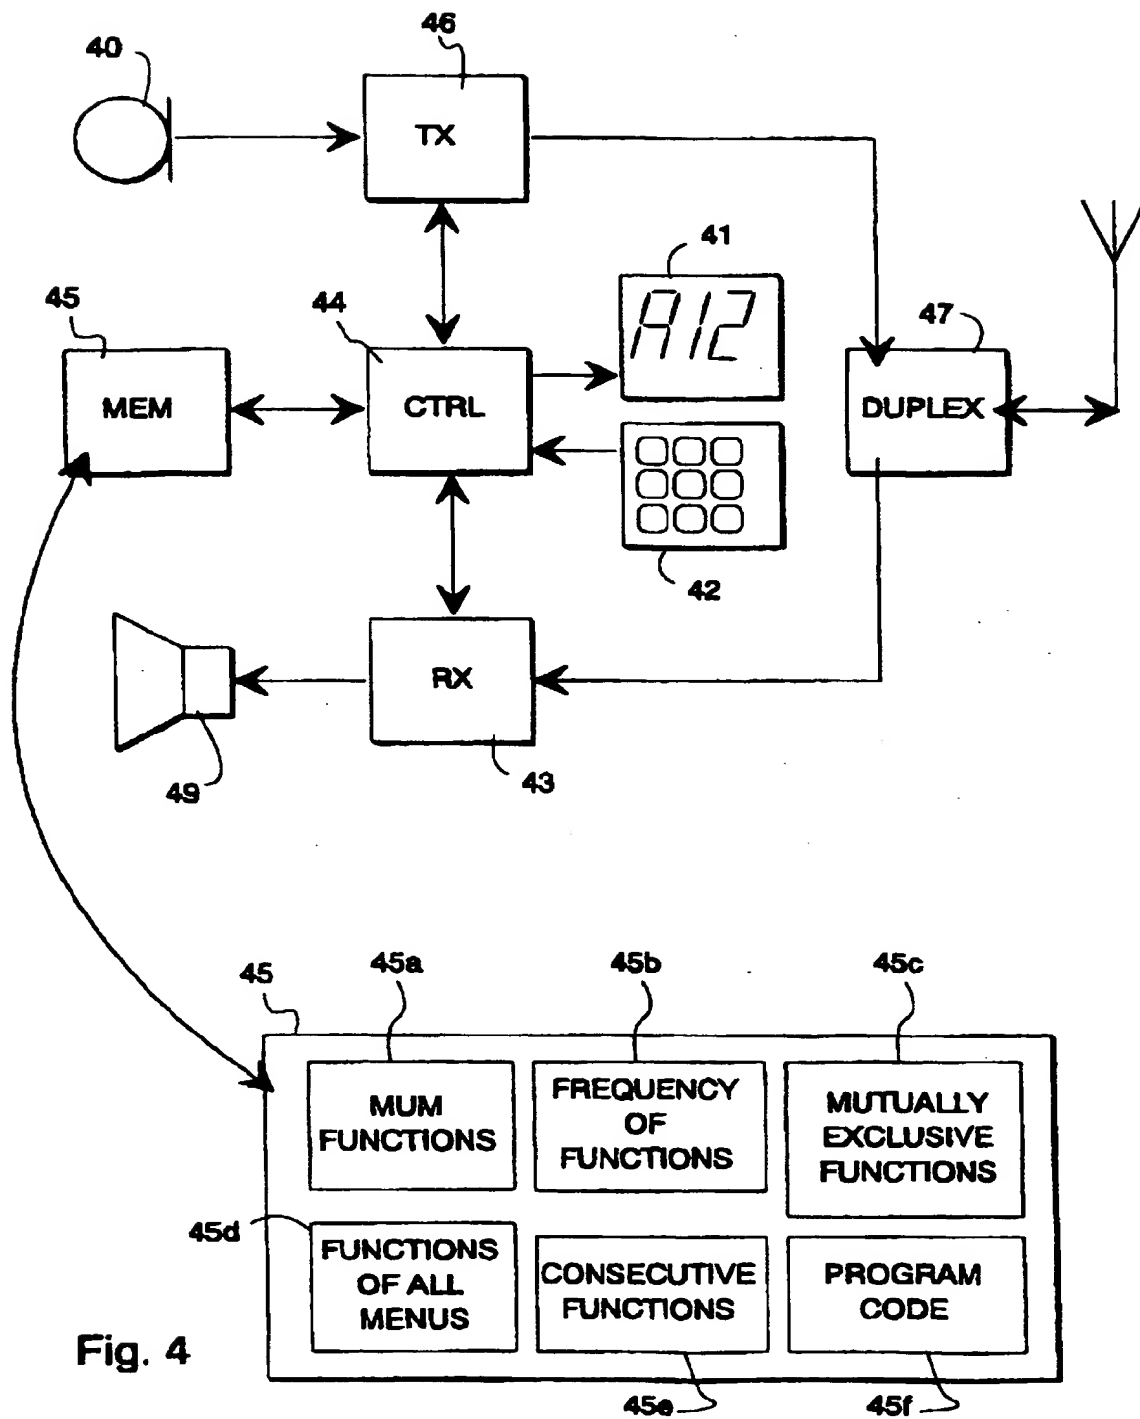 40
46
TX
41
A12
45
44
47
MEM
CTRL
DUPLEX
42
RX
49
43
45
45a
45b
45c
MUM
FUNCTIONS
FREQUENCY
OF
FUNCTIONS
MUTUALLY
EXCLUSIVE
FUNCTIONS
45d
FUNCTIONS
OF ALL
MENUS
CONSECUTIVE
FUNCTIONS
PROGRAM
CODE
Fig. 4
45e
45f